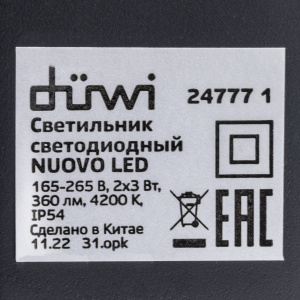 düwi 24777 1
Светильник
светодиодный
NUOVO LED
165-265 В, 2x3 Вт,
360 лм, 4200 К,
IP54
Сделано в Китае
11.22 31.opk
EAC